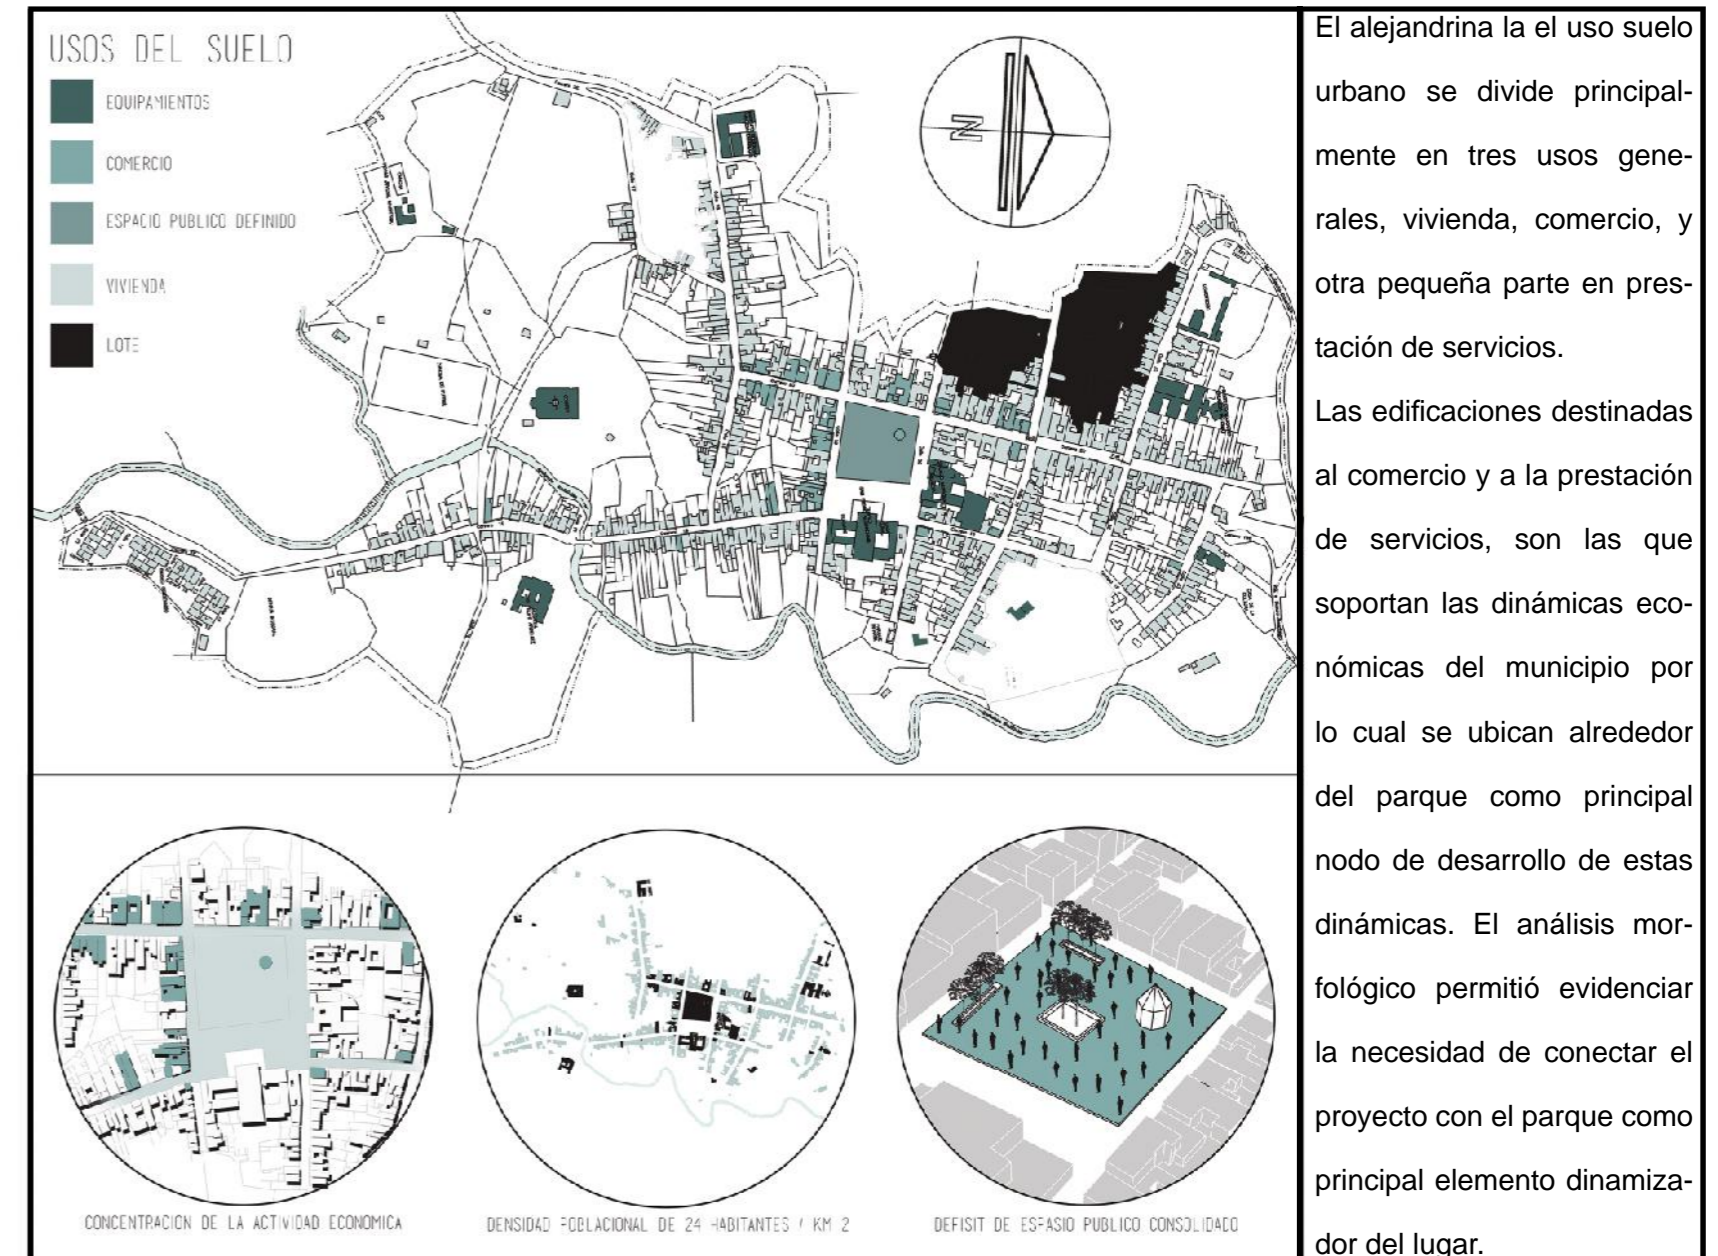 USOS DEL SUELO
EQUIPAMIENTOS
COMERCIO
ESPACIO PUBLICO DEFINIDO
VIVIENDA
LOTE
N
CONCENTRACION DE LA ACTIVIDAD ECONOMICA
DENSIDAD POBLACIONAL DE 24 HABITANTES / KM 2
DEFISIT DE ESPASIO PUBLICO CONSOLIDADO
El alejandrina la el uso suelo
urbano se divide principal-
mente en tres usos gene-
rales, vivienda, comercio, y
otra pequeña parte en pres-
tación de servicios.
Las edificaciones destinadas
al comercio y a la prestación
de servicios, son las que
soportan las dinámicas eco-
nómicas del municipio por
lo cual se ubican alrededor
del parque como principal
nodo de desarrollo de estas
dinámicas. El análisis mor-
fológico permitió evidenciar
la necesidad de conectar el
proyecto con el parque como
principal elemento dinamiza-
dor del lugar.